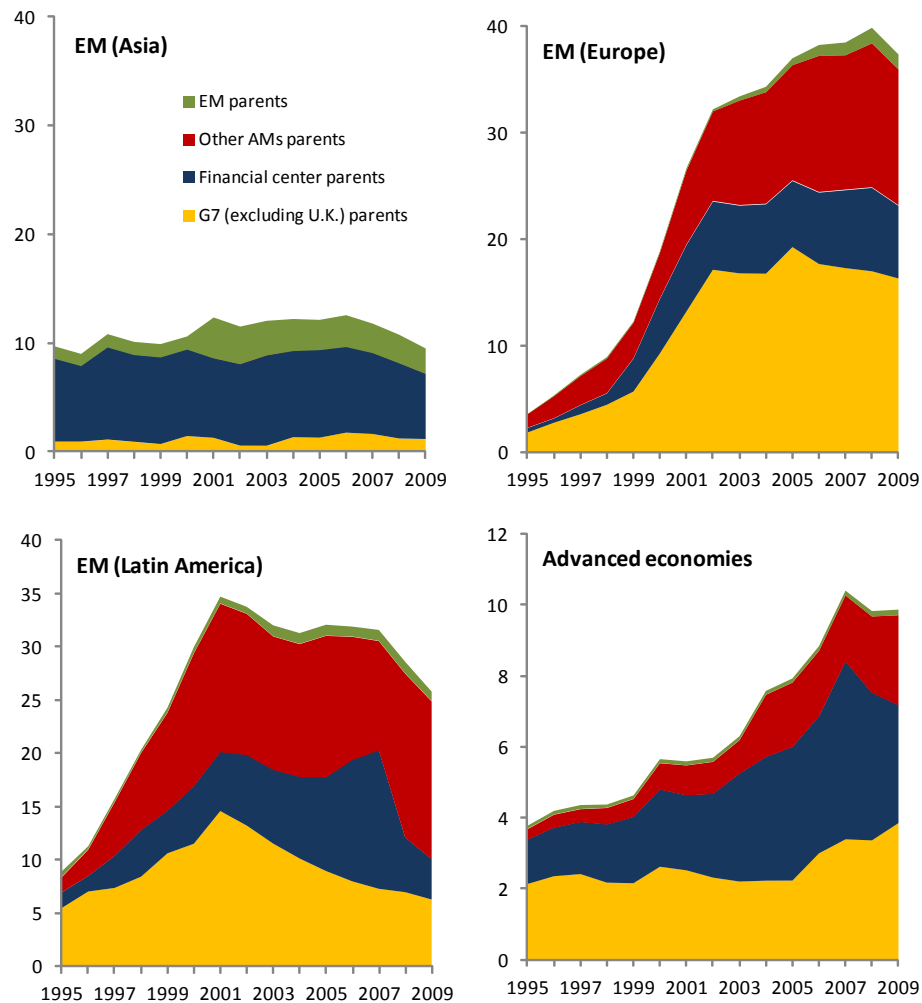 EM (Asia)
EM parents
Other AMs parents
Financial center parents
G7 (excluding U.K.) parents
40
30
20
10
0
1995 1997 1999 2001 2003 2005 2007 2009
EM (Europe)
40
30
20
10
0
1995 1997 1999 2001 2003 2005 2007 2009
EM (Latin America)
40
35
30
25
20
15
10
5
0
1995 1997 1999 2001 2003 2005 2007 2009
Advanced economies
12
10
8
6
4
2
0
1995 1997 1999 2001 2003 2005 2007 2009